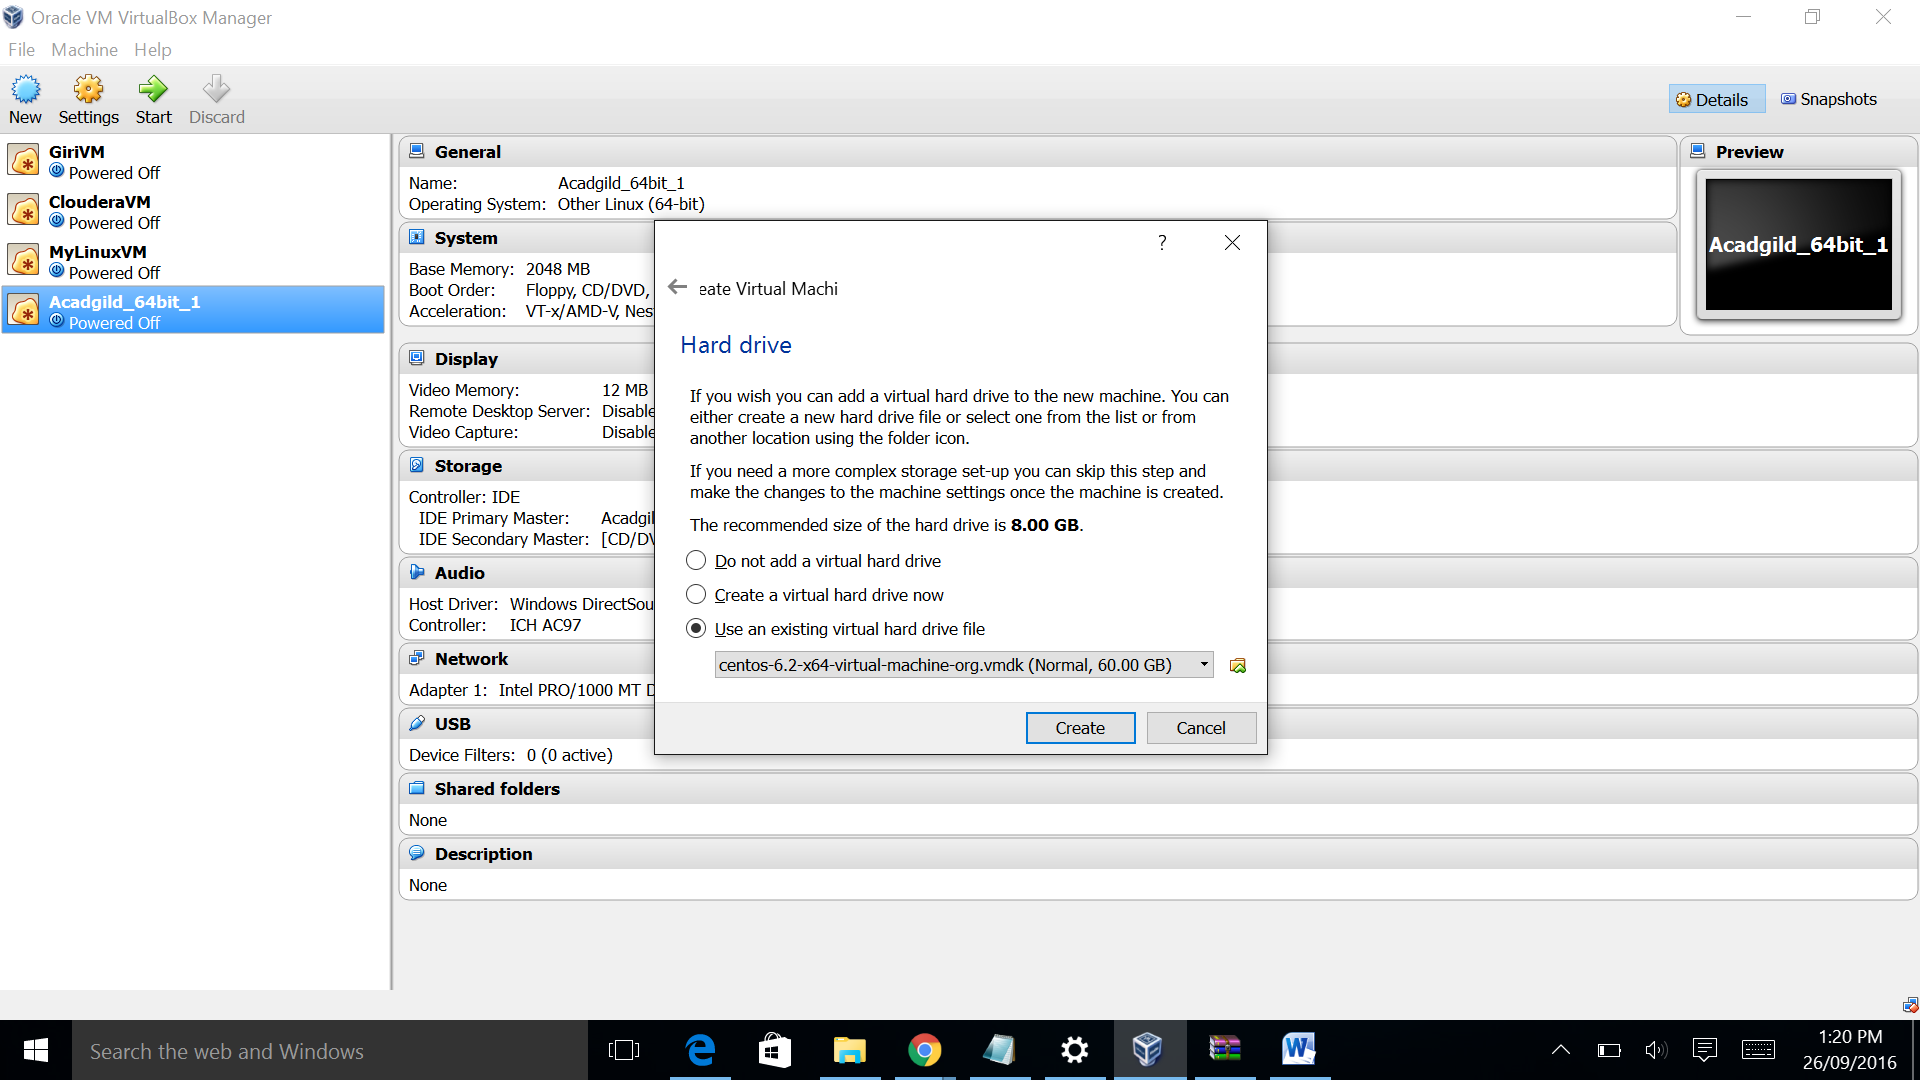 Oracle VM VirtualBox Manager
File Machine Help
New Settings Start Discard
Details Snapshots
GiriVM
Powered Off
ClouderaVM
Powered Off
MyLinuxVM
Powered Off
Acadgild_64bit_1
Powered Off
General
Name: Acadgild_64bit_1
Operating System: Other Linux (64-bit)
Preview
Acadgild_64bit_1
System
Base Memory: 2048 MB
Boot Order: Floppy, CD/DVD,
Acceleration: VT-x/AMD-V, Nes
Display
Video Memory: 12 MB
Remote Desktop Server: Disable
Video Capture: Disable
Storage
Controller: IDE
IDE Primary Master: Acadgil
IDE Secondary Master: [CD/DV
Audio
Host Driver: Windows DirectSou
Controller: ICH AC97
Network
Adapter 1: Intel PRO/1000 MT D
USB
Device Filters: 0 (0 active)
Shared folders
None
Description
None
?
eate Virtual Machi
Hard drive
If you wish you can add a virtual hard drive to the new machine. You can
either create a new hard drive file or select one from the list or from
another location using the folder icon.
If you need a more complex storage set-up you can skip this step and
make the changes to the machine settings once the machine is created.
The recommended size of the hard drive is 8.00 GB.
Do not add a virtual hard drive
Create a virtual hard drive now
Use an existing virtual hard drive file
centos-6.2-x64-virtual-machine-org.vmdk (Normal, 60.00 GB)
Create Cancel
Search the web and Windows
1:20 PM
26/09/2016